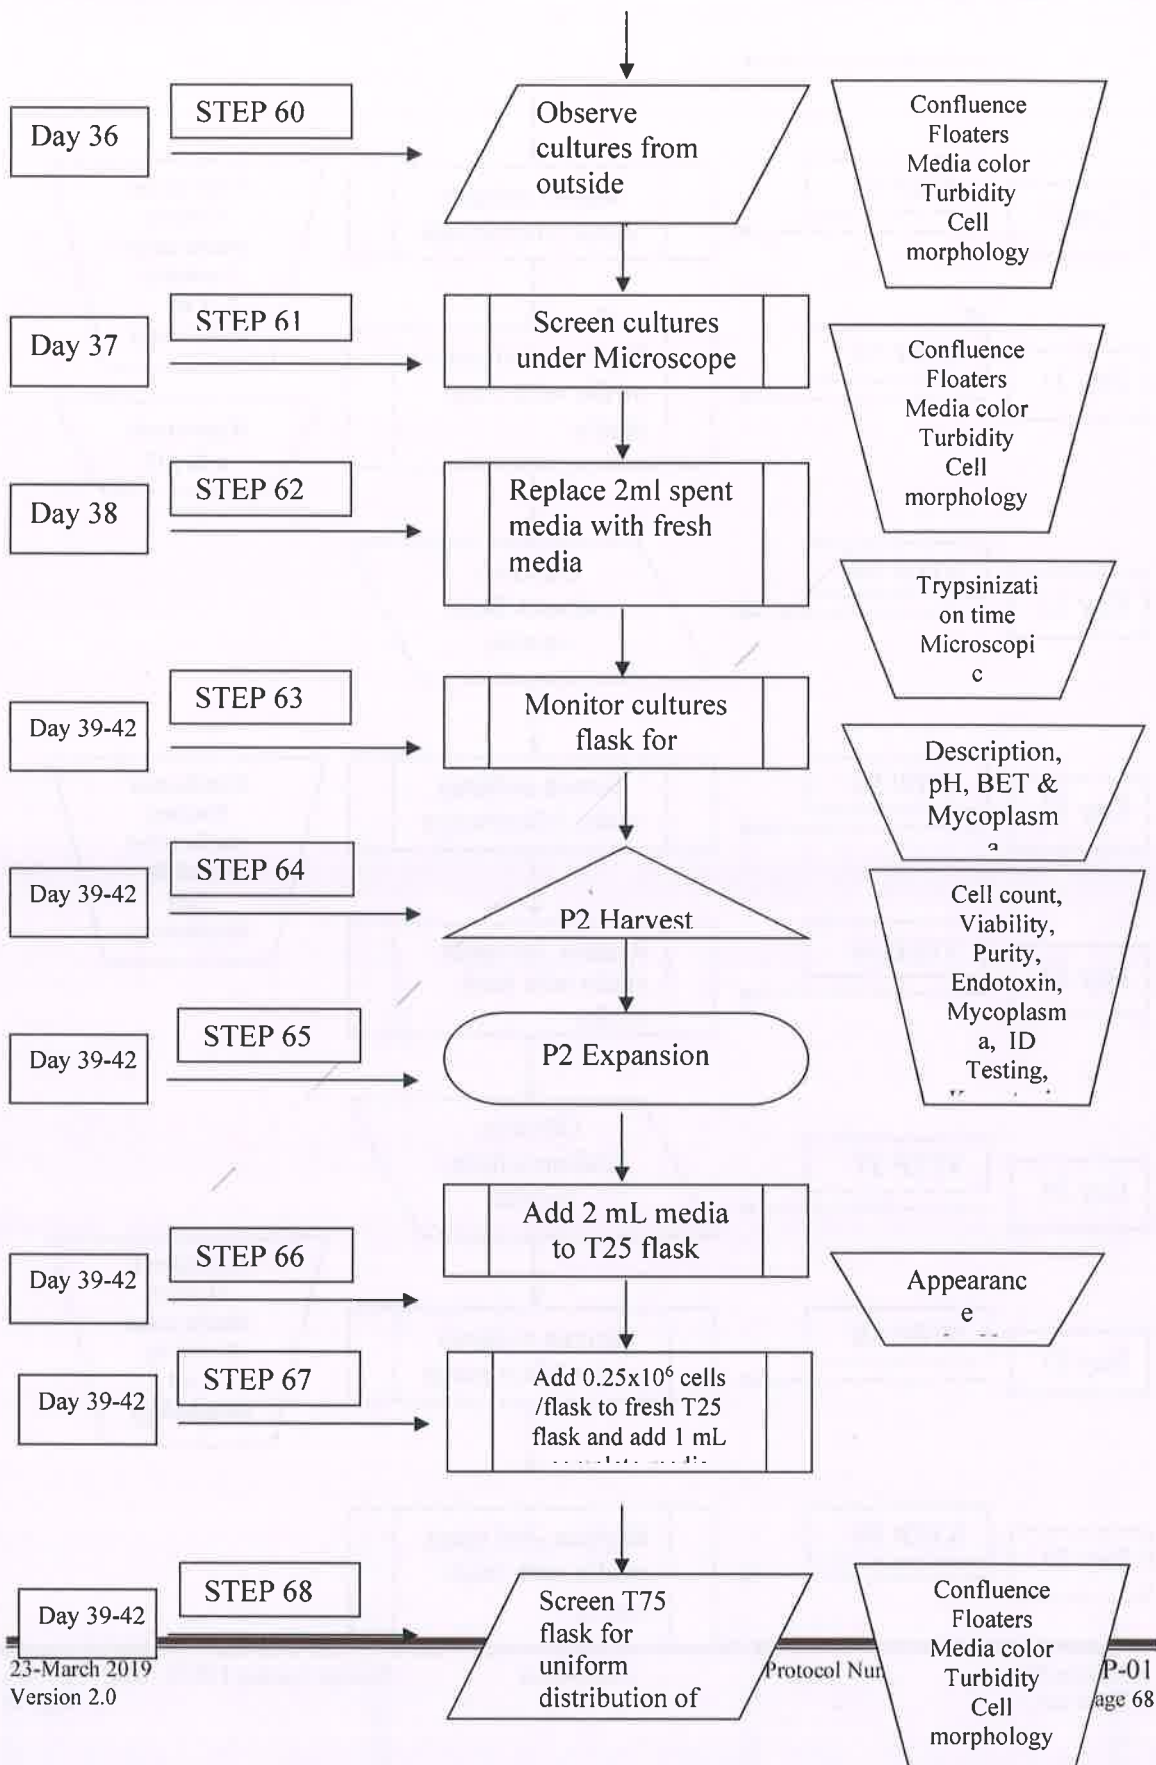 Day 36
STEP 60
Observe
cultures from
outside
Confluence
Floaters
Media color
Turbidity
Cell
morphology
Day 37
STEP 61
Screen cultures
under Microscope
Confluence
Floaters
Media color
Turbidity
Cell
morphology
Day 38
STEP 62
Replace 2ml spent
media with fresh
media
Trypsinizati
on time
Microscopi
c
Day 39-42
STEP 63
Monitor cultures
flask for
Description,
pH, BET &
Mycoplasm
a
Day 39-42
STEP 64
P2 Harvest
Cell count,
Viability,
Purity,
Endotoxin,
Mycoplasm
a, ID
Testing,
Day 39-42
STEP 65
P2 Expansion
Day 39-42
STEP 66
Add 2 mL media
to T25 flask
Appearanc
e
Day 39-42
STEP 67
Add 0.25x10⁶ cells
/flask to fresh T25
flask and add 1 mL
complete media
Day 39-42
STEP 68
Screen T75
flask for
uniform
distribution of
Confluence
Floaters
Media color
Turbidity
Cell
morphology
23-March 2019
Version 2.0
Protocol Nur
P-01
age 68